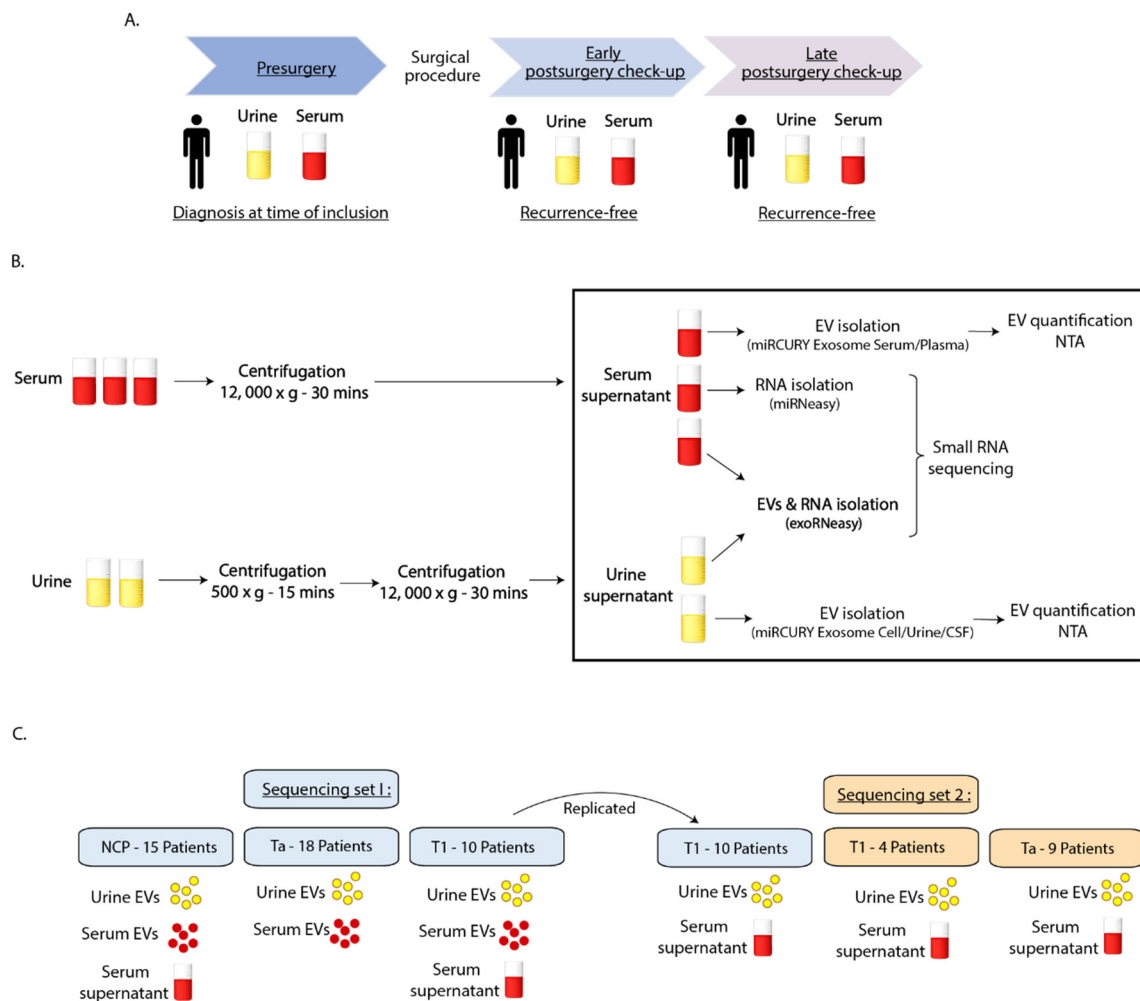 A.
Presurgery
Surgical
procedure
Early
postsurgery check-up
Late
postsurgery check-up
Urine Serum
Urine Serum
Urine Serum
Diagnosis at time of inclusion
Recurrence-free
Recurrence-free
B.
Serum
Centrifugation
12, 000 x g - 30 mins
Serum
supernatant
EV isolation
(miRCURY Exosome Serum/Plasma)
EV quantification
NTA
RNA isolation
(miRNeasy)
Small RNA
sequencing
EVs & RNA isolation
(exoRNeasy)
Urine
Centrifugation
500 x g - 15 mins
Centrifugation
12, 000 x g - 30 mins
Urine
supernatant
EV isolation
(miRCURY Exosome Cell/Urine/CSF)
EV quantification
NTA
C.
Sequencing set I :
Replicated
Sequencing set 2 :
NCP - 15 Patients
Ta - 18 Patients
T1 - 10 Patients
T1 - 10 Patients
T1 - 4 Patients
Ta - 9 Patients
Urine EVs
Serum EVs
Serum
supernatant
Urine EVs
Serum EVs
Urine EVs
Serum EVs
Serum
supernatant
Urine EVs
Serum
supernatant
Urine EVs
Serum
supernatant
Urine EVs
Serum
supernatant